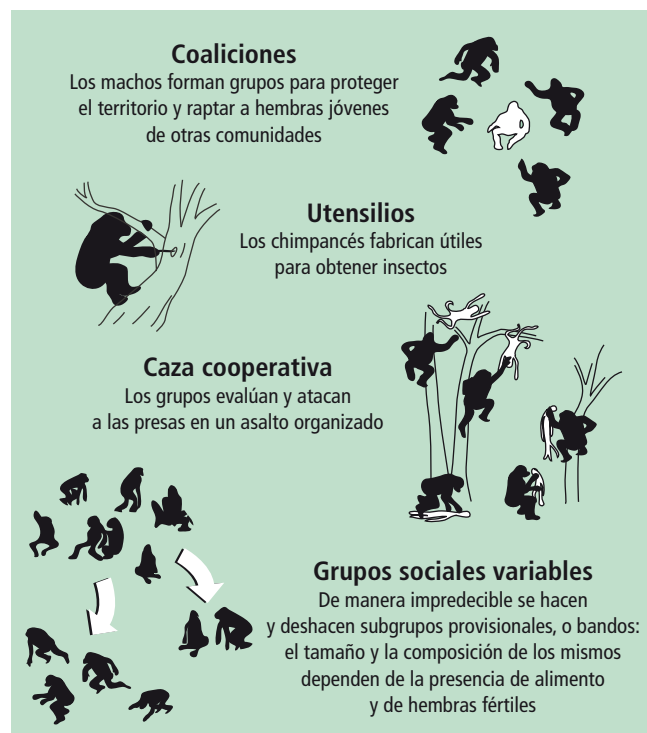 Coaliciones
Los machos forman grupos para proteger
el territorio y raptar a hembras jóvenes
de otras comunidades
Utensilios
Los chimpancés fabrican útiles
para obtener insectos
Caza cooperativa
Los grupos evalúan y atacan
a las presas en un asalto organizado
Grupos sociales variables
De manera impredecible se hacen
y deshacen subgrupos provisionales, o bandos:
el tamaño y la composición de los mismos
dependen de la presencia de alimento
y de hembras fértiles